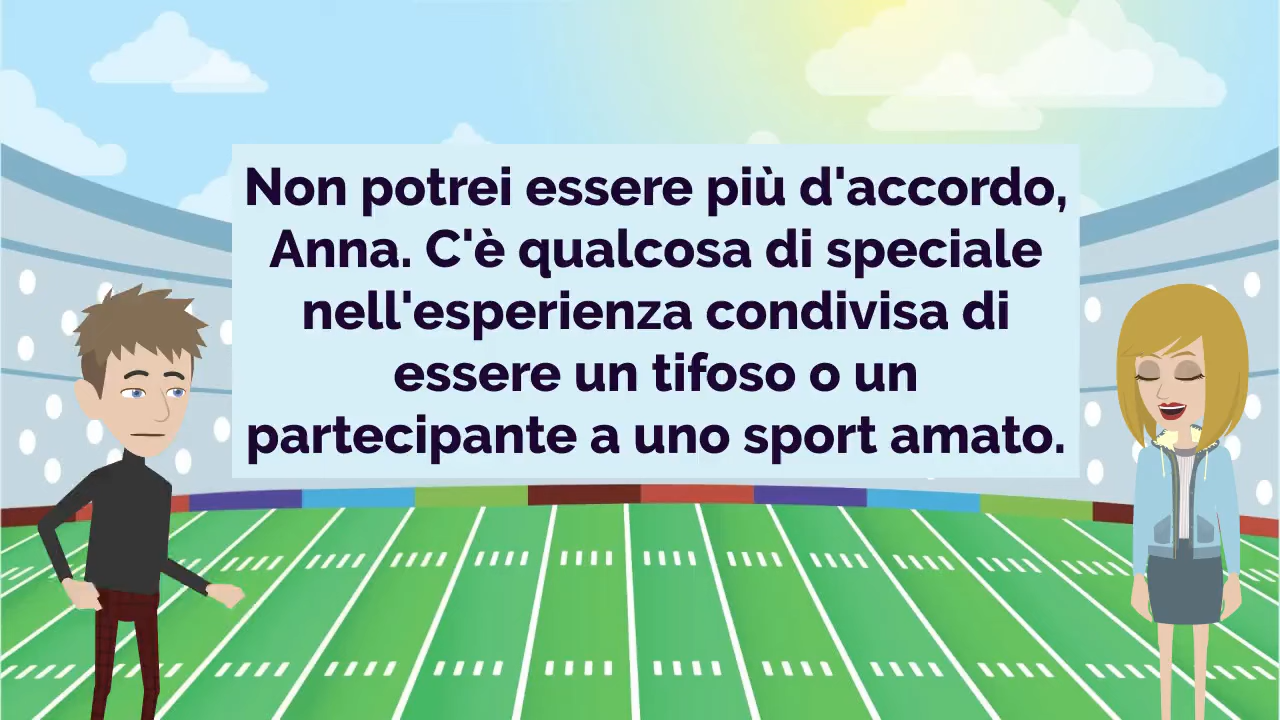 Non potrei essere più d'accordo,
Anna. C'è qualcosa di speciale
nell'esperienza condivisa di
essere un tifoso o un
partecipante a uno sport amato.